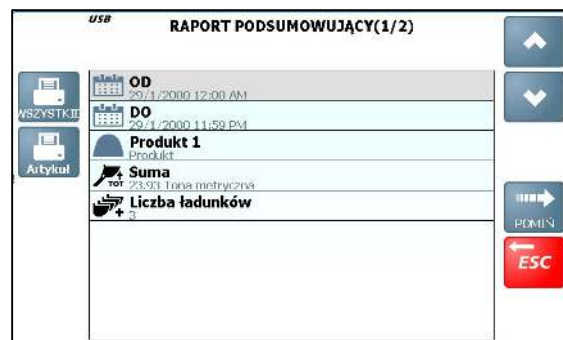 USB
RAPORT PODSUMOWUJĄCY(1/2)
WSZYSTKIE
Artykuł
OD
29/1/2000 12:00 AM
DO
29/1/2000 11:59 PM
Produkt 1
Produkt
TOT
Suma
23.93 Tona metryczna
Liczba ładunków
3
POMIŃ
ESC